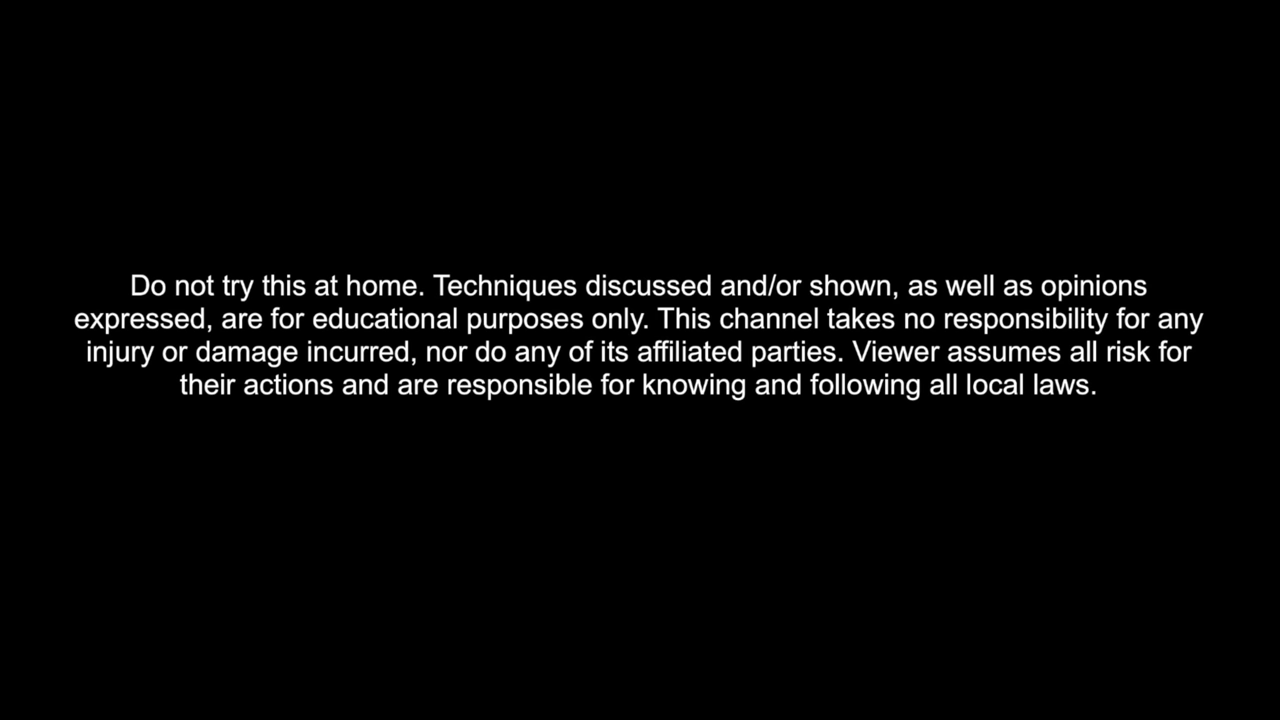 Do not try this at home. Techniques discussed and/or shown, as well as opinions
expressed, are for educational purposes only. This channel takes no responsibility for any
injury or damage incurred, nor do any of its affiliated parties. Viewer assumes all risk for
their actions and are responsible for knowing and following all local laws.